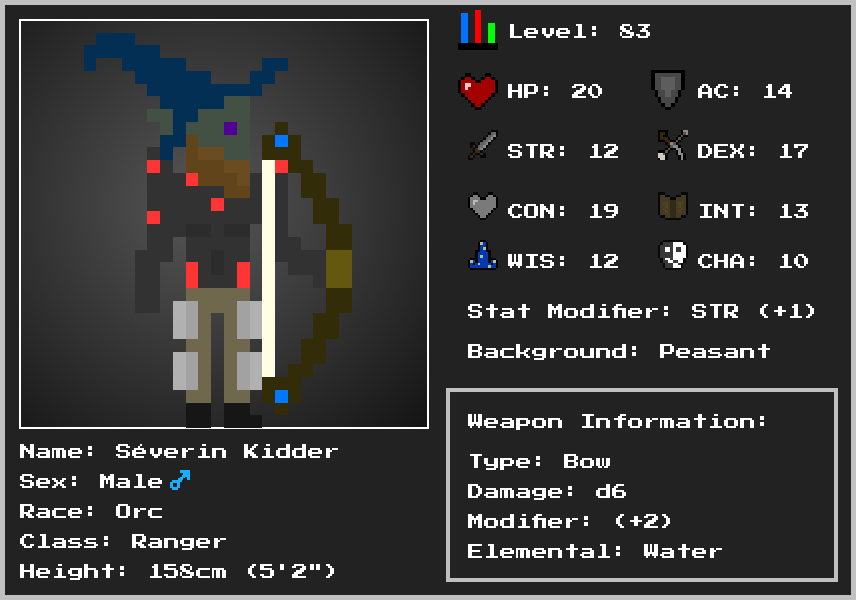 Level: 83
HP: 20
AC: 14
STR: 12
DEX: 17
CON: 19
INT: 13
WIS: 12
CHA: 10
Stat Modifier: STR (+1)
Background: Peasant
Weapon Information:
Type: Bow
Damage: d6
Modifier: (+2)
Elemental: Water
Name: Séverin Kidder
Sex: Male♂
Race: Orc
Class: Ranger
Height: 158cm (5'2")